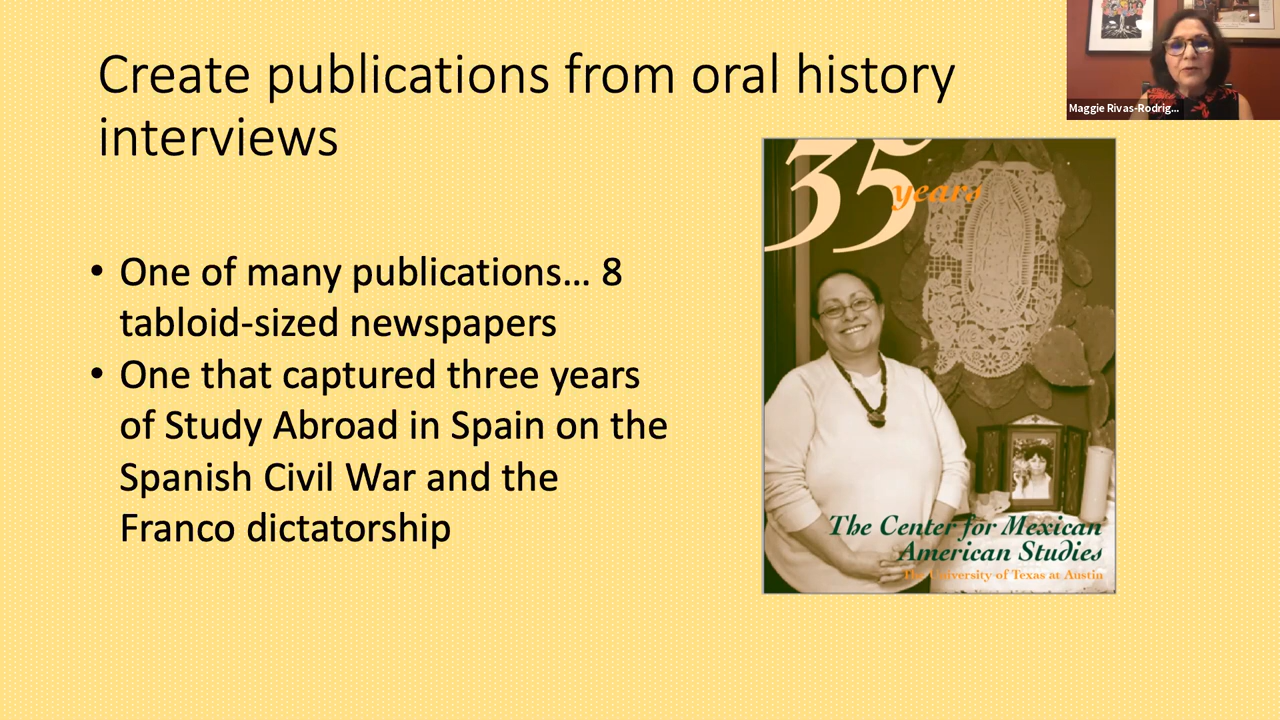 Create publications from oral history
interviews
Maggie Rivas-Rodrig...
• One of many publications... 8
tabloid-sized newspapers
• One that captured three years
of Study Abroad in Spain on the
Spanish Civil War and the
Franco dictatorship
35
years
The Center for Mexican
American Studies
The University of Texas at Austin